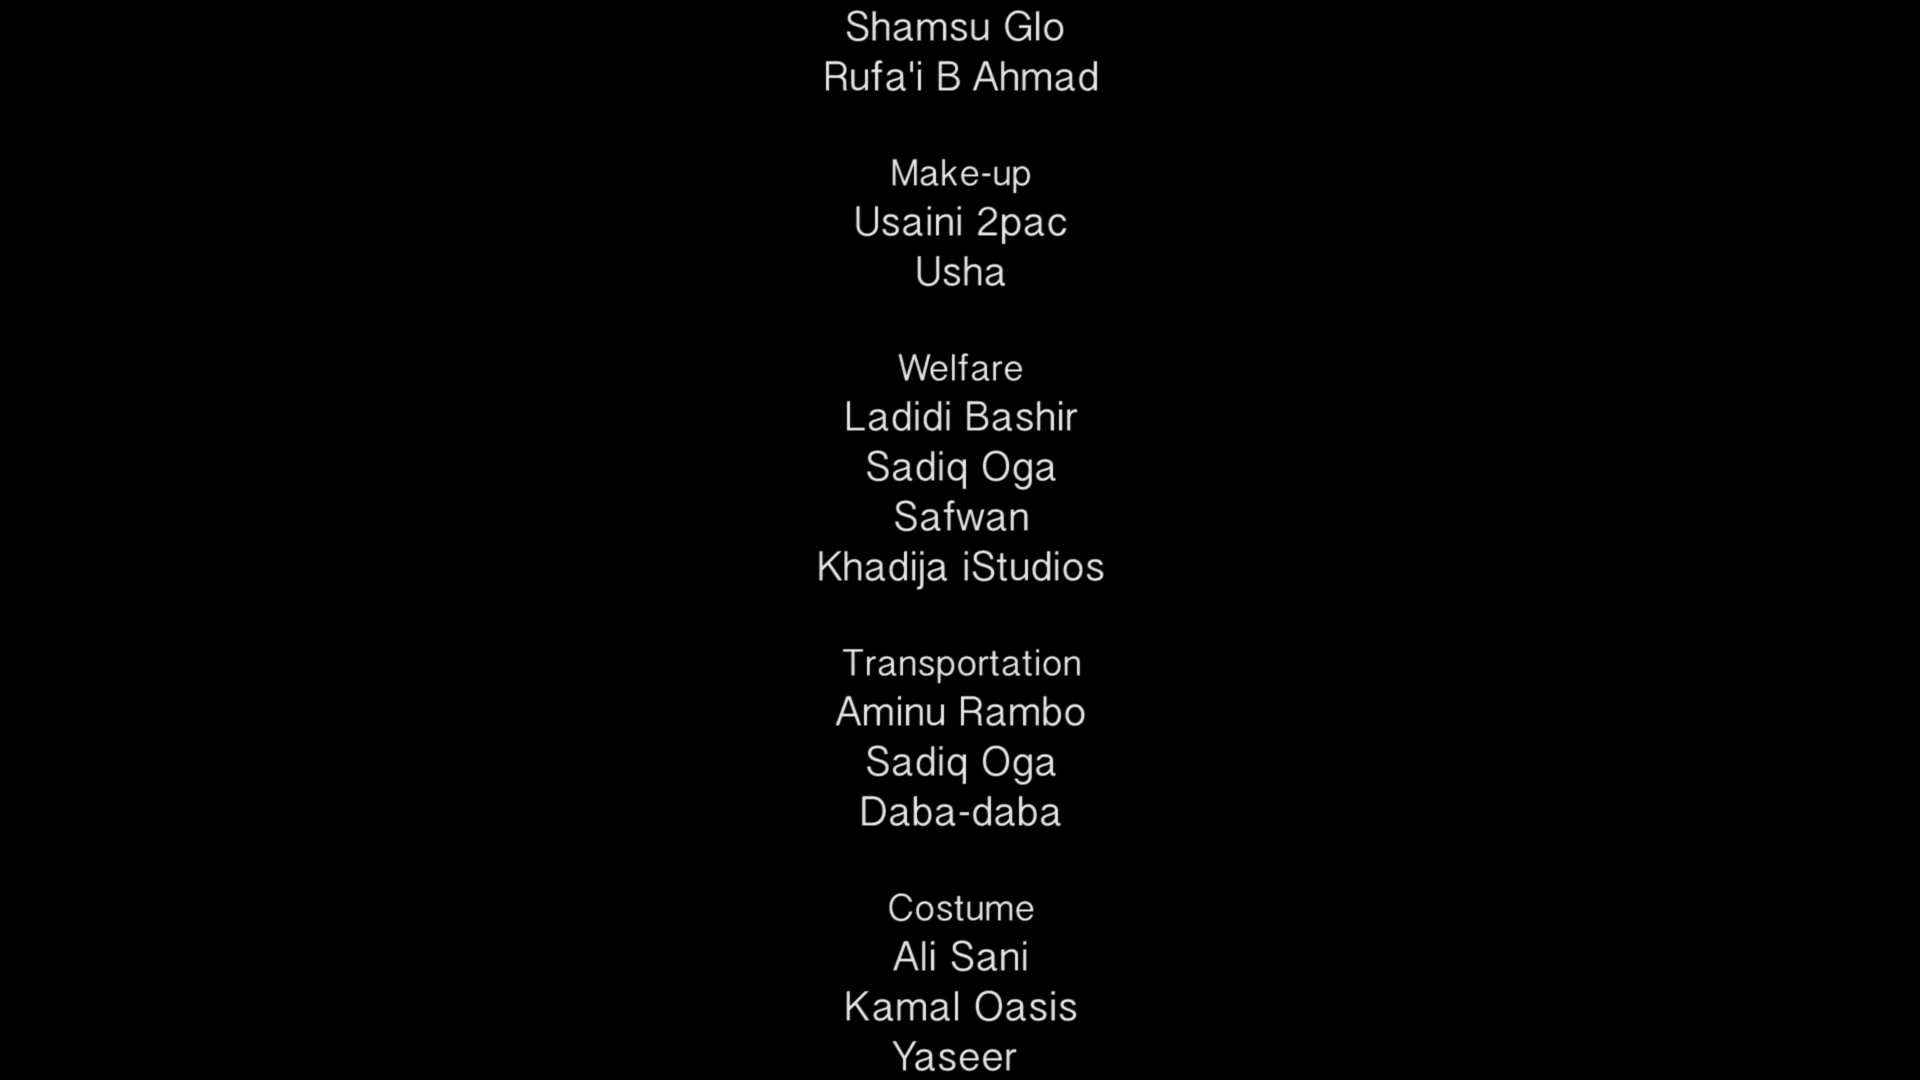 Shamsu Glo
Rufa'i B Ahmad
Make-up
Usaini 2pac
Usha
Welfare
Ladidi Bashir
Sadiq Oga
Safwan
Khadija iStudios
Transportation
Aminu Rambo
Sadiq Oga
Daba-daba
Costume
Ali Sani
Kamal Oasis
Yaseer